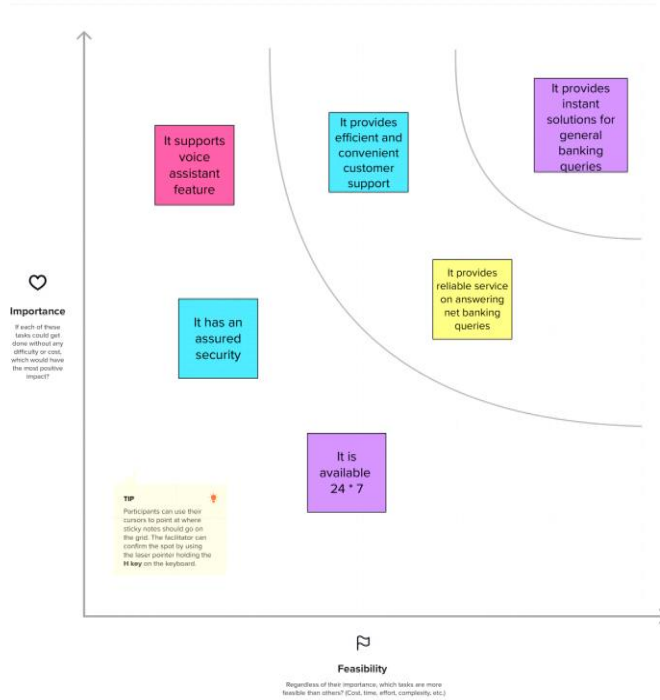 It provides
instant
solutions for
general
banking
queries
It provides
efficient and
convenient
customer
support
It supports
voice
assistant
feature
It provides
reliable service
on answering
net banking
queries
Importance
If each of these
tasks could get
done without any
difficulty or cost,
which would have
the most positive
impact?
It has an
assured
security
It is
available
24 * 7
TIP
Participants can use their
cursors to point at where
sticky notes should go on
the grid. The facilitator can
confirm the spot by using
the laser pointer holding the
H key on the keyboard.
Feasibility
Regardless of their importance, which tasks are more
feasible than others? (Cost, time, effort, complexity, etc.)